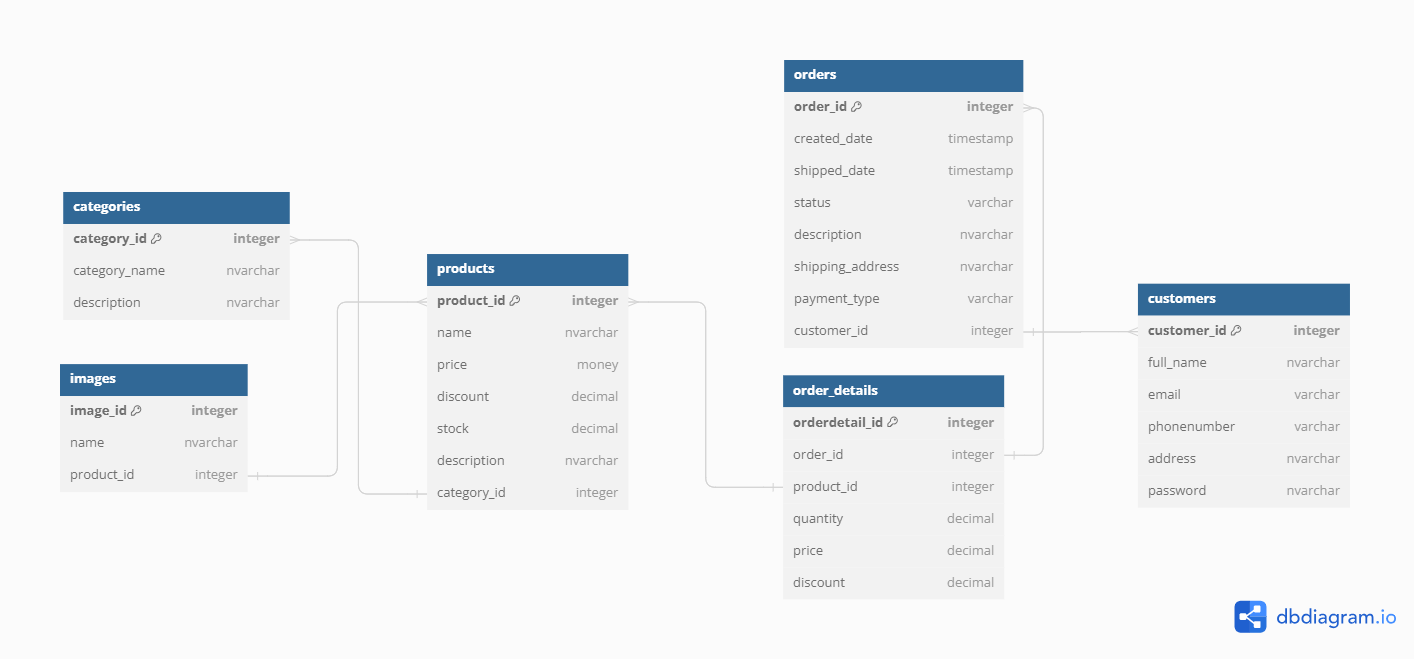 categories
category_id integer
category_name nvarchar
description nvarchar
images
image_id integer
name nvarchar
product_id integer
products
product_id integer
name nvarchar
price money
discount decimal
stock decimal
description nvarchar
category_id integer
orders
order_id integer
created_date timestamp
shipped_date timestamp
status varchar
description nvarchar
shipping_address nvarchar
payment_type varchar
customer_id integer
order_details
orderdetail_id integer
order_id integer
product_id integer
quantity decimal
price decimal
discount decimal
customers
customer_id integer
full_name nvarchar
email varchar
phonenumber varchar
address nvarchar
password nvarchar
dbdiagram.io